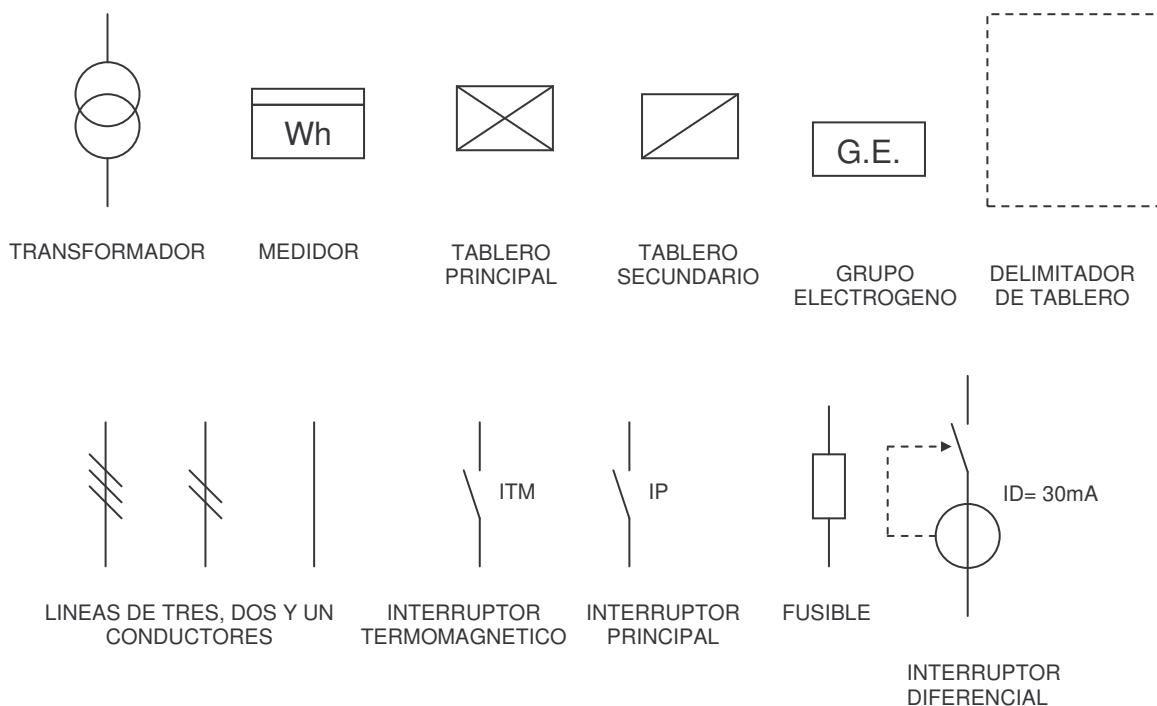 Wh
G.E.
TRANSFORMADOR
MEDIDOR
TABLERO
PRINCIPAL
TABLERO
SECUNDARIO
GRUPO
ELECTROGENO
DELIMITADOR
DE TABLERO
ITM
IP
ID= 30mA
LINEAS DE TRES, DOS Y UN
CONDUCTORES
INTERRUPTOR
TERMOMAGNETICO
INTERRUPTOR
PRINCIPAL
FUSIBLE
INTERRUPTOR
DIFERENCIAL